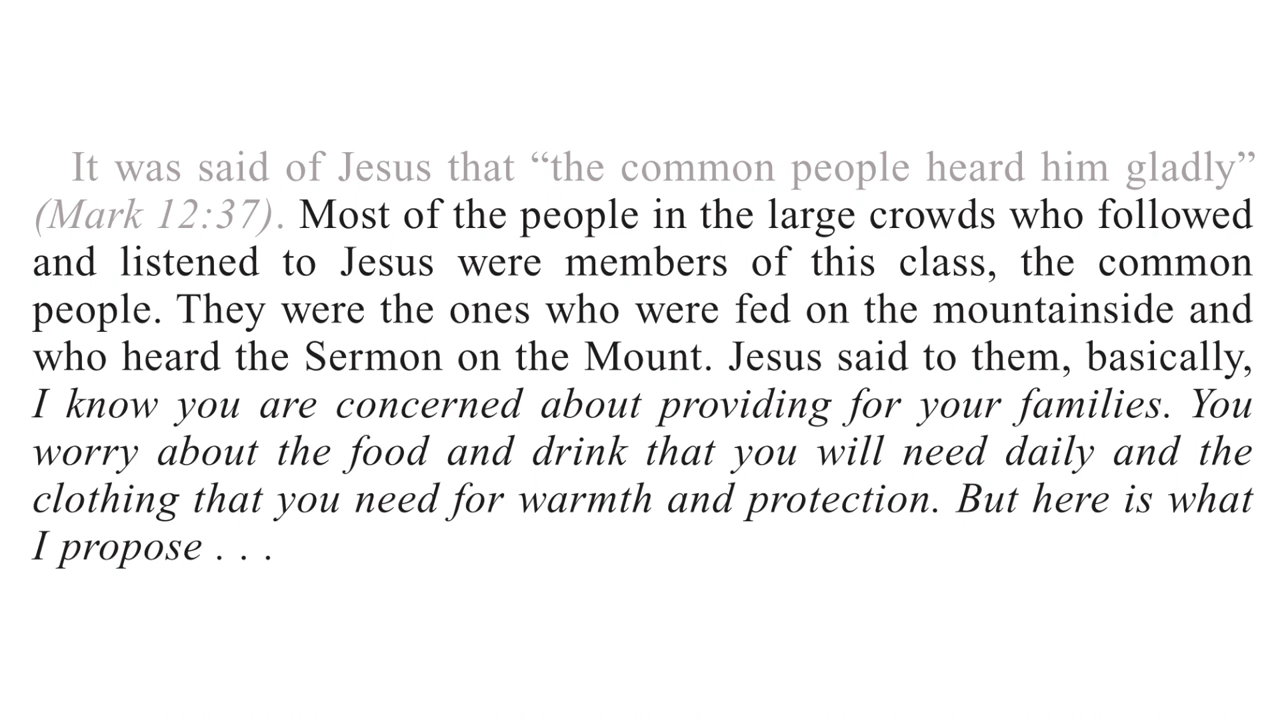 It was said of Jesus that “the common people heard him gladly”
(Mark 12:37). Most of the people in the large crowds who followed
and listened to Jesus were members of this class, the common
people. They were the ones who were fed on the mountainside and
who heard the Sermon on the Mount. Jesus said to them, basically,
I know you are concerned about providing for your families. You
worry about the food and drink that you will need daily and the
clothing that you need for warmth and protection. But here is what
I propose . . .